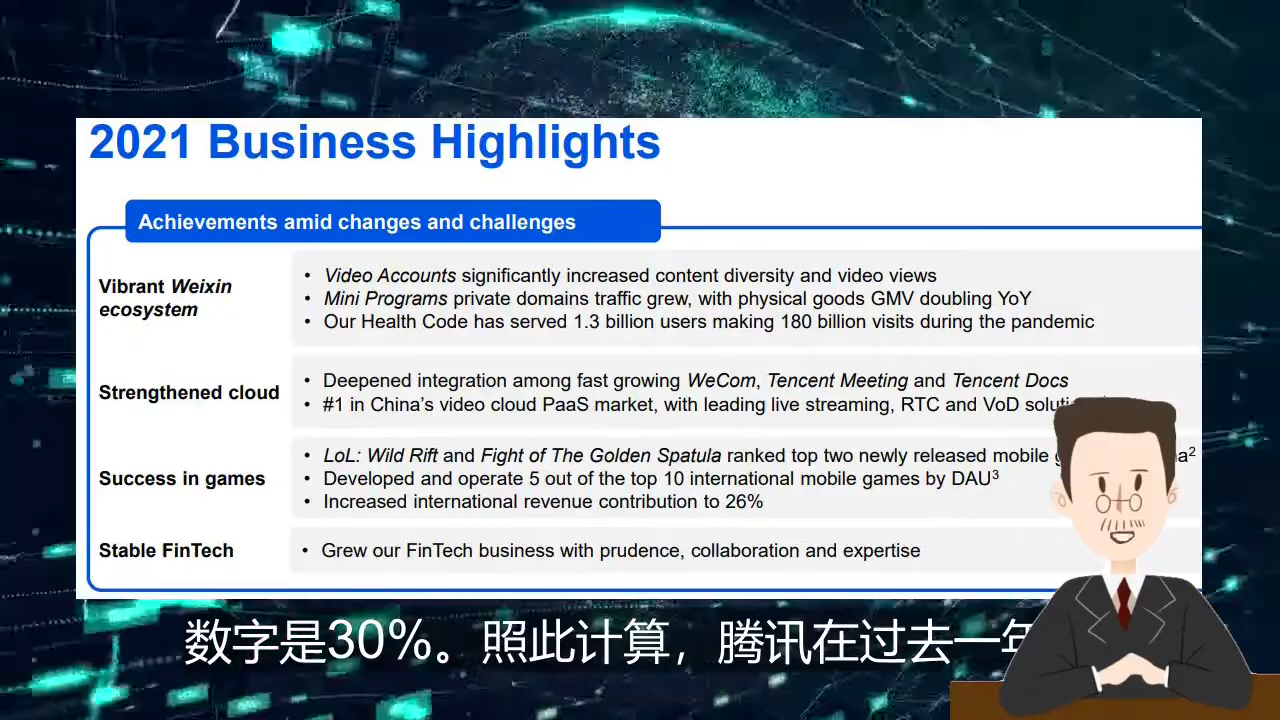 2021 Business Highlights
Achievements amid changes and challenges
Vibrant Weixin
ecosystem
• Video Accounts significantly increased content diversity and video views
• Mini Programs private domains traffic grew, with physical goods GMV doubling YoY
• Our Health Code has served 1.3 billion users making 180 billion visits during the pandemic
Strengthened cloud
• Deepened integration among fast growing WeCom, Tencent Meeting and Tencent Docs
• #1 in China’s video cloud PaaS market, with leading live streaming, RTC and VoD
Success in games
• LoL: Wild Rift and Fight of The Golden Spatula ranked top two newly released mobile
• Developed and operate 5 out of the top 10 international mobile games by DAU³
• Increased international revenue contribution to 26%
Stable FinTech
• Grew our FinTech business with prudence, collaboration and expertise
数字是30%。照此计算，腾讯在过去一年